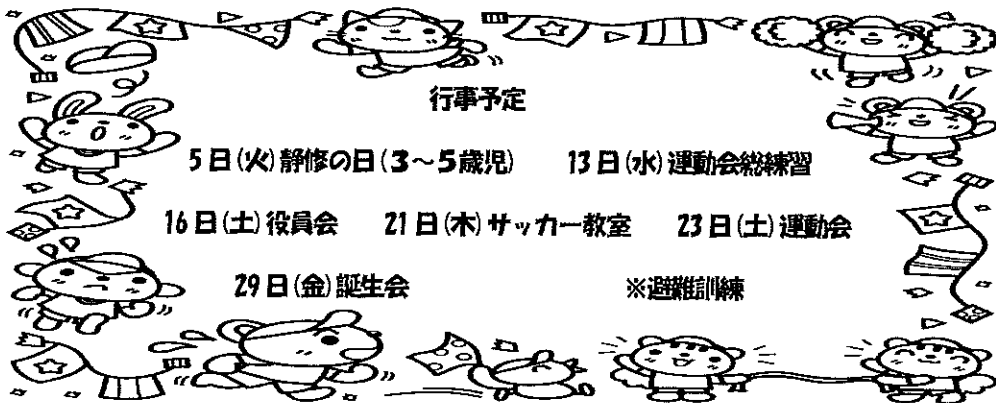 行事予定
5日(火)静修の日(3～5歳児) 13日(水)運動会総練習
16日(土)役員会 21日(木)サッカー教室 23日(土)運動会
29日(金)誕生会 ※避難訓練